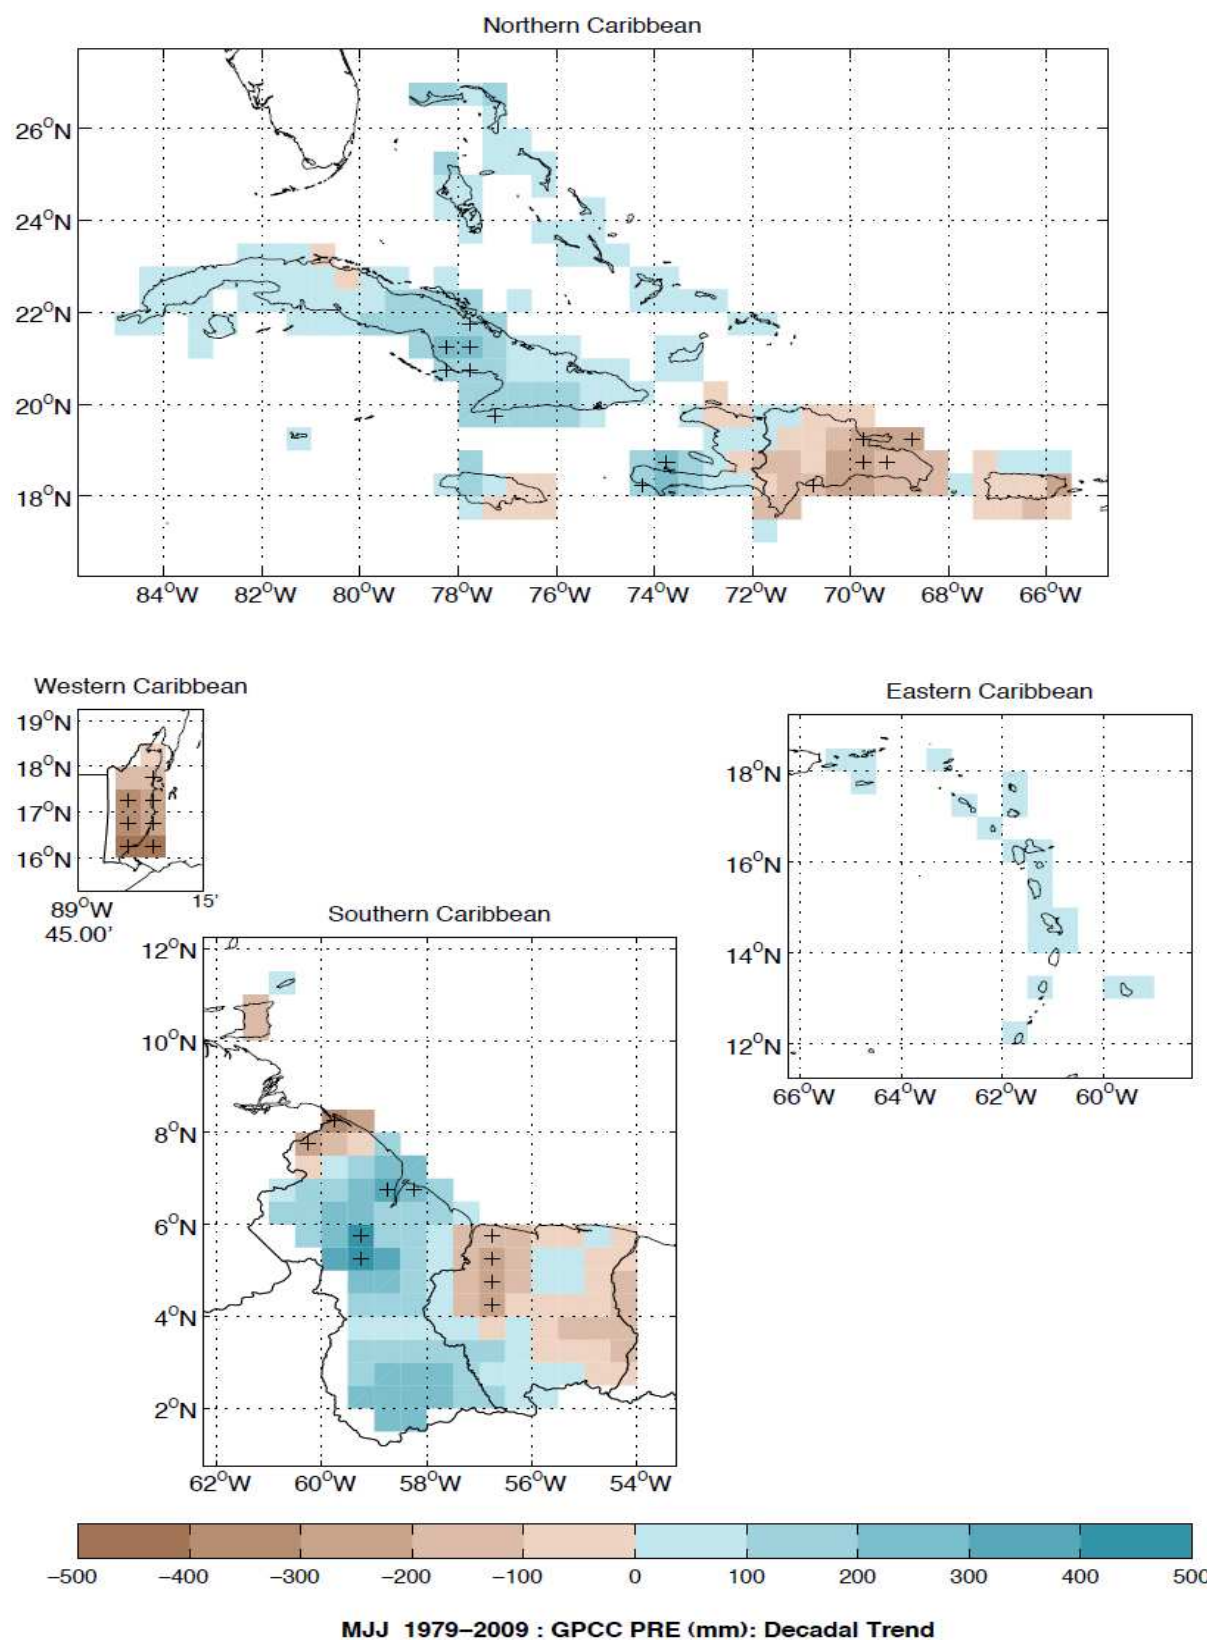 Northern Caribbean
26°N
24°N
22°N
20°N
18°N
84°W 82°W 80°W 78°W 76°W 74°W 72°W 70°W 68°W 66°W
Western Caribbean
19°N
18°N
17°N
16°N
89°W 15'
45.00'
Eastern Caribbean
18°N
16°N
14°N
12°N
66°W 64°W 62°W 60°W
Southern Caribbean
12°N
10°N
8°N
6°N
4°N
2°N
62°W 60°W 58°W 56°W 54°W
−500 −400 −300 −200 −100 0 100 200 300 400 500
MJJ 1979−2009 : GPCC PRE (mm): Decadal Trend